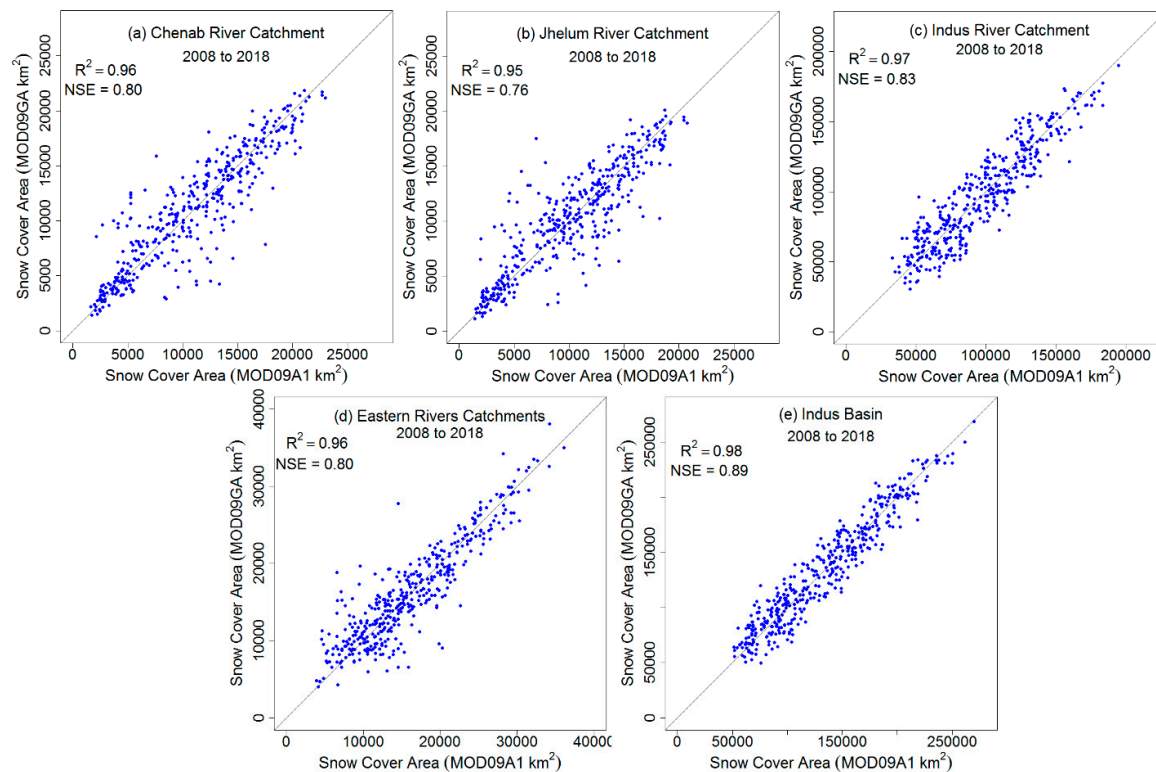 (a) Chenab River Catchment
2008 to 2018
R² = 0.96
NSE = 0.80
Snow Cover Area (MOD09GA km²)
0 5000 10000 15000 20000 25000
0 5000 10000 15000 20000 25000
Snow Cover Area (MOD09A1 km²)
(b) Jhelum River Catchment
2008 to 2018
R² = 0.95
NSE = 0.76
Snow Cover Area (MOD09GA km²)
0 5000 10000 15000 20000 25000
0 5000 10000 15000 20000 25000
Snow Cover Area (MOD09A1 km²)
(c) Indus River Catchment
2008 to 2018
R² = 0.97
NSE = 0.83
Snow Cover Area (MOD09GA km²)
0 50000 100000 150000 200000
0 50000 100000 150000 200000
Snow Cover Area (MOD09A1 km²)
(d) Eastern Rivers Catchments
2008 to 2018
R² = 0.96
NSE = 0.80
Snow Cover Area (MOD09GA km²)
0 10000 20000 30000 40000
0 10000 20000 30000 4000
Snow Cover Area (MOD09A1 km²)
(e) Indus Basin
2008 to 2018
R² = 0.98
NSE = 0.89
Snow Cover Area (MOD09GA km²)
0 50000 150000 250000
0 50000 150000 250000
Snow Cover Area (MOD09A1 km²)